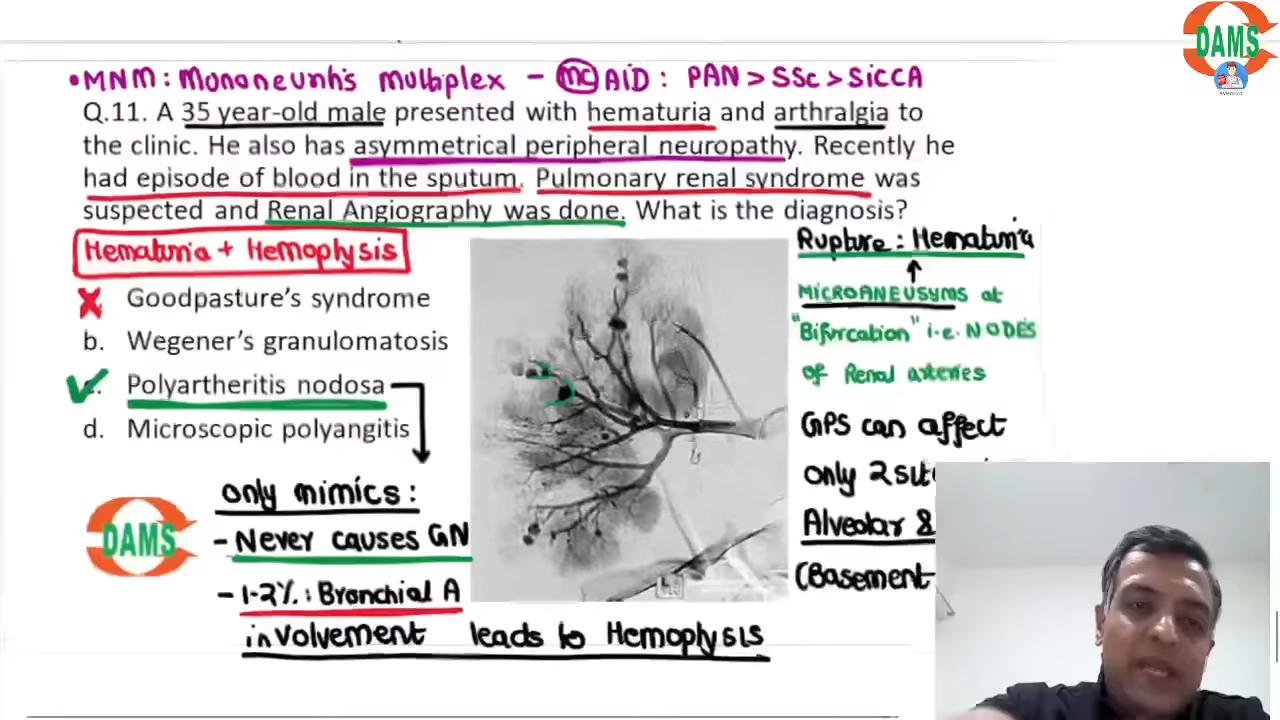 DAMS
•MNM: Mononeuritis multiplex - mc AID: PAN > SSc > SiCCA
Q.11. A 35 year-old male presented with hematuria and arthralgia to
the clinic. He also has asymmetrical peripheral neuropathy. Recently he
had episode of blood in the sputum. Pulmonary renal syndrome was
suspected and Renal Angiography was done. What is the diagnosis?
Hematuria + Hemoptysis
Goodpasture's syndrome
b. Wegener's granulomatosis
Polyartheritis nodosa
d. Microscopic polyangitis
Rupture: Hematuria
MICROANEUSYMS at
"Bifurcation" i.e. NODES
of Renal arteries
GPS can affect
only 2
Alveolar &
(Basement
DAMS
only mimics:
- Never causes GN
- 1-2%: Bronchial A
involvement leads to Hemoptysis